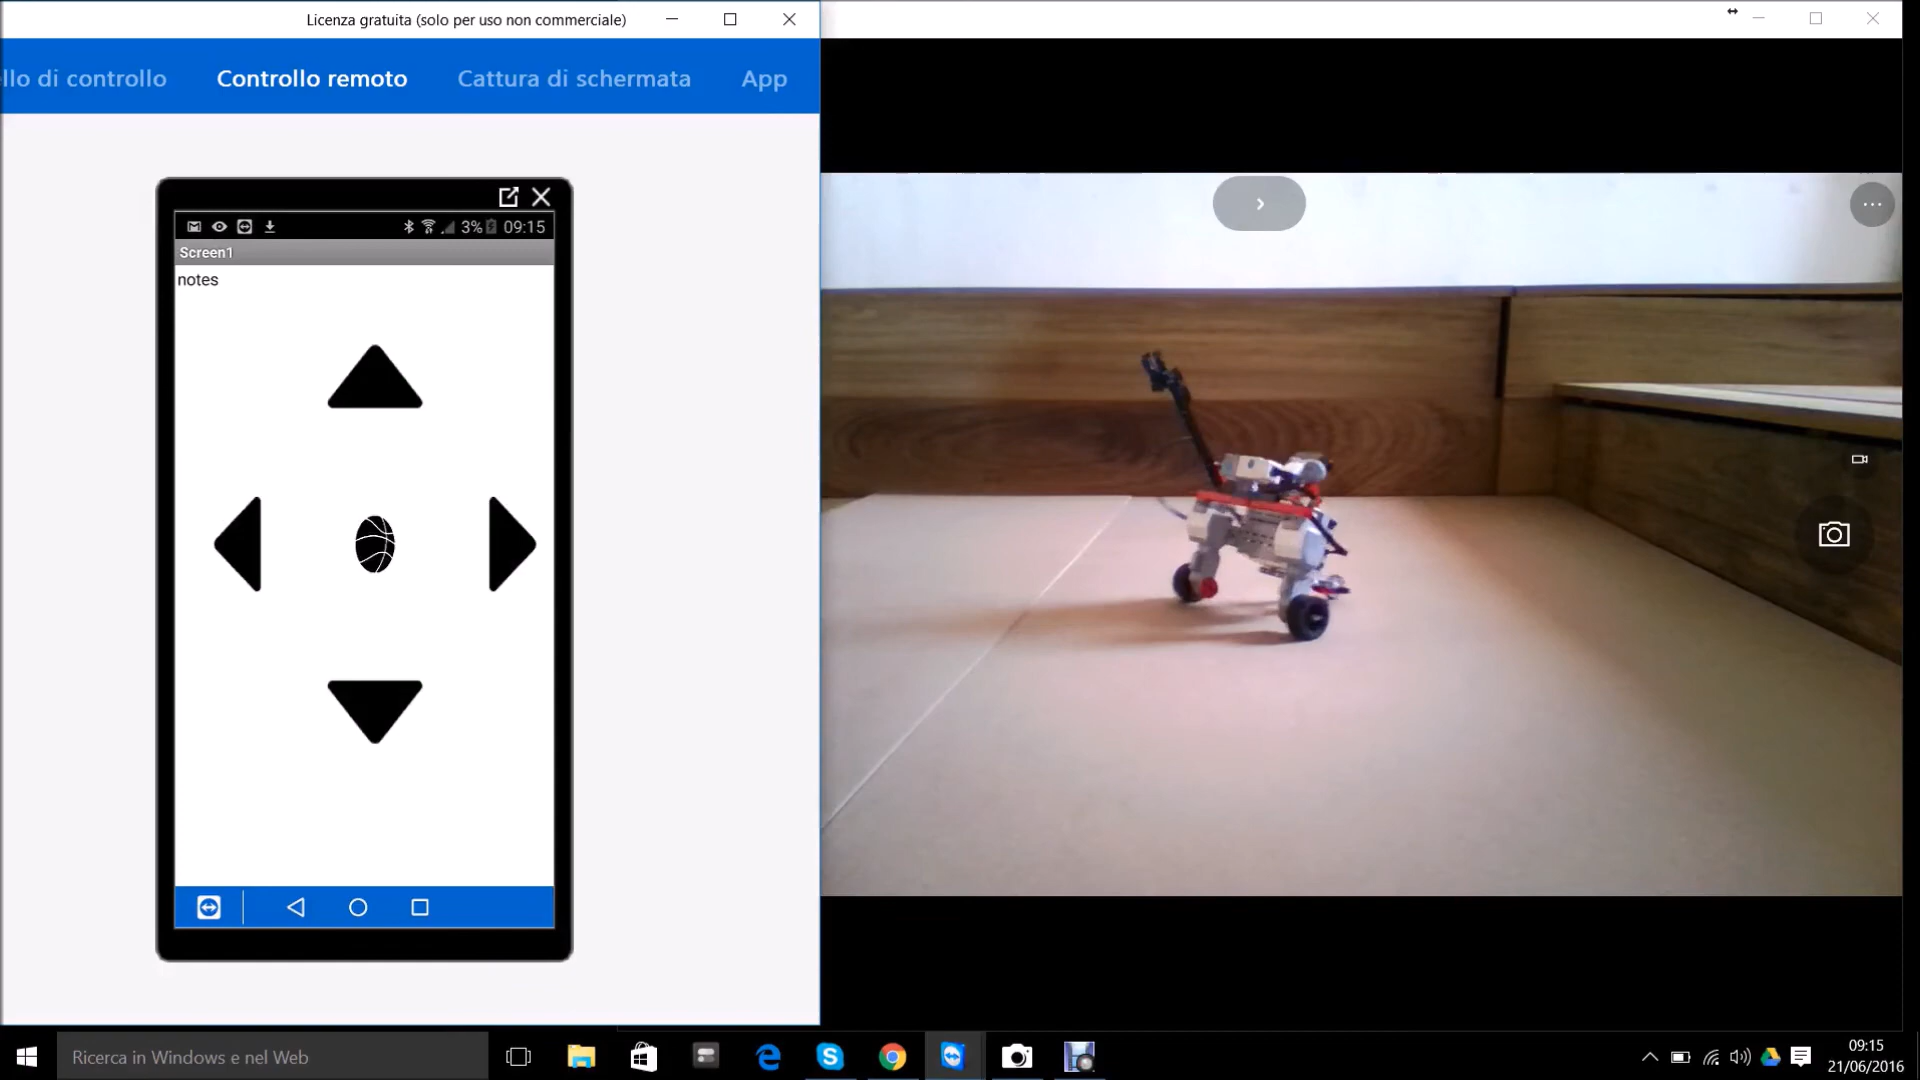 Licenza gratuita (solo per uso non commerciale)
llo di controllo
Controllo remoto
Cattura di schermata
App
3%
09:15
Screen1
notes
Ricerca in Windows e nel Web
09:15
21/06/2016